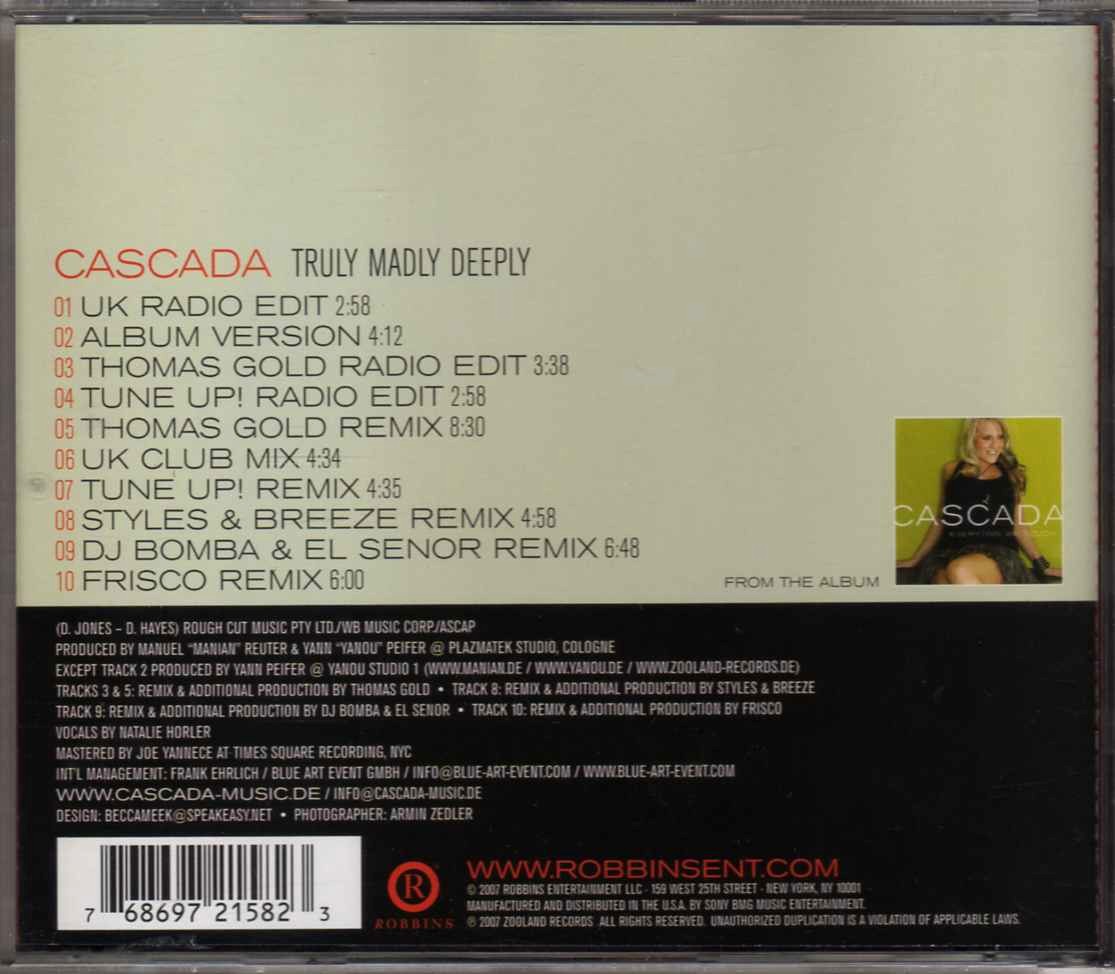 CASCADA TRULY MADLY DEEPLY
01 UK RADIO EDIT 2:58
02 ALBUM VERSION 4:12
03 THOMAS GOLD RADIO EDIT 3:38
04 TUNE UP! RADIO EDIT 2:58
05 THOMAS GOLD REMIX 8:30
06 UK CLUB MIX 4:34
07 TUNE UP! REMIX 4:35
08 STYLES & BREEZE REMIX 4:58
09 DJ BOMBA & EL SENOR REMIX 6:48
10 FRISCO REMIX 6:00
FROM THE ALBUM
CASCADA
(D. JONES – D. HAYES) ROUGH CUT MUSIC PTY LTD./WB MUSIC CORP./ASCAP
PRODUCED BY MANUEL "MANIAN" REUTER & YANN "YANOU" PEIFER @ PLAZMATEK STUDIO, COLOGNE
EXCEPT TRACK 2 PRODUCED BY YANN PEIFER @ YANOU STUDIO 1 (WWW.MANIAN.DE / WWW.YANOU.DE / WWW.ZOOLAND-RECORDS.DE)
TRACKS 3 & 5: REMIX & ADDITIONAL PRODUCTION BY THOMAS GOLD • TRACK 8: REMIX & ADDITIONAL PRODUCTION BY STYLES & BREEZE
TRACK 9: REMIX & ADDITIONAL PRODUCTION BY DJ BOMBA & EL SENOR • TRACK 10: REMIX & ADDITIONAL PRODUCTION BY FRISCO
VOCALS BY NATALIE HORLER
MASTERED BY JOE YANNECE AT TIMES SQUARE RECORDING, NYC
INT'L MANAGEMENT: FRANK EHRLICH / BLUE ART EVENT GMBH / INFO@BLUE-ART-EVENT.COM / WWW.BLUE-ART-EVENT.COM
WWW.CASCADA-MUSIC.DE / INFO@CASCADA-MUSIC.DE
DESIGN: BECCAMEEK@SPEAKEASY.NET • PHOTOGRAPHER: ARMIN ZEDLER
7 68697 21582 3
R
ROBBINS
WWW.ROBBINSENT.COM
© 2007 ROBBINS ENTERTAINMENT LLC · 159 WEST 25TH STREET · NEW YORK, NY 10001
MANUFACTURED AND DISTRIBUTED IN THE U.S.A. BY SONY BMG MUSIC ENTERTAINMENT.
℗ 2007 ZOOLAND RECORDS ALL RIGHTS RESERVED. UNAUTHORIZED DUPLICATION IS A VIOLATION OF APPLICABLE LAWS.